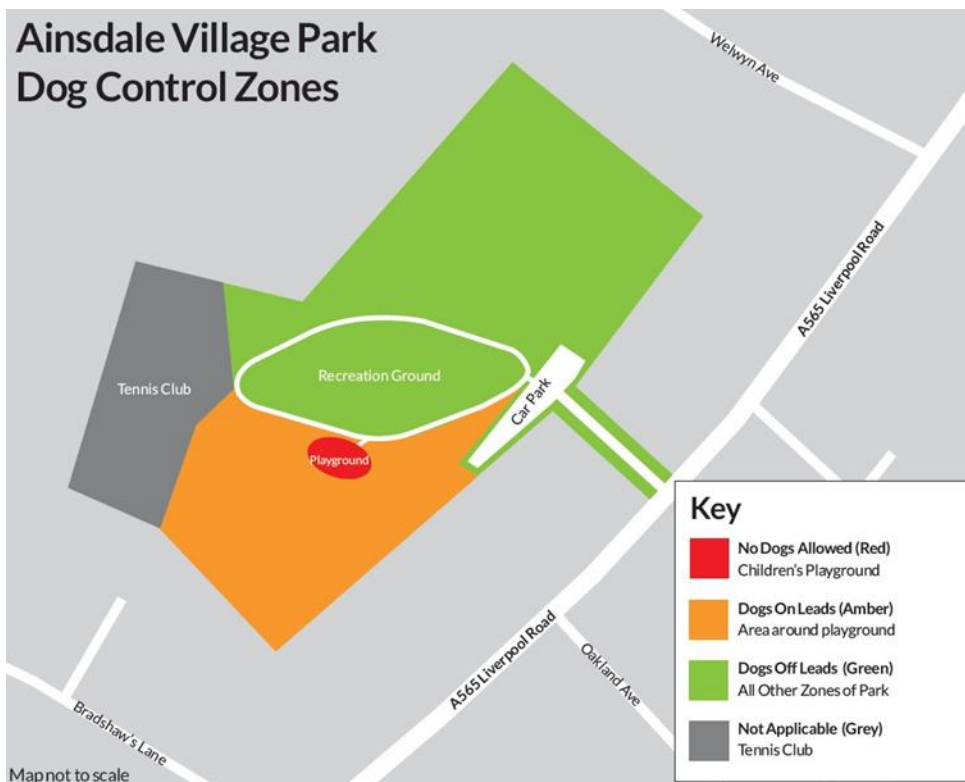 Ainsdale Village Park
Dog Control Zones
Welwyn Ave
A565 Liverpool Road
Tennis Club
Recreation Ground
Car Park
Playground
A565 Liverpool Road
Oakland Ave
Bradshaw's Lane
Map not to scale
Key
No Dogs Allowed (Red)
Children's Playground
Dogs On Leads (Amber)
Area around playground
Dogs Off Leads (Green)
All Other Zones of Park
Not Applicable (Grey)
Tennis Club